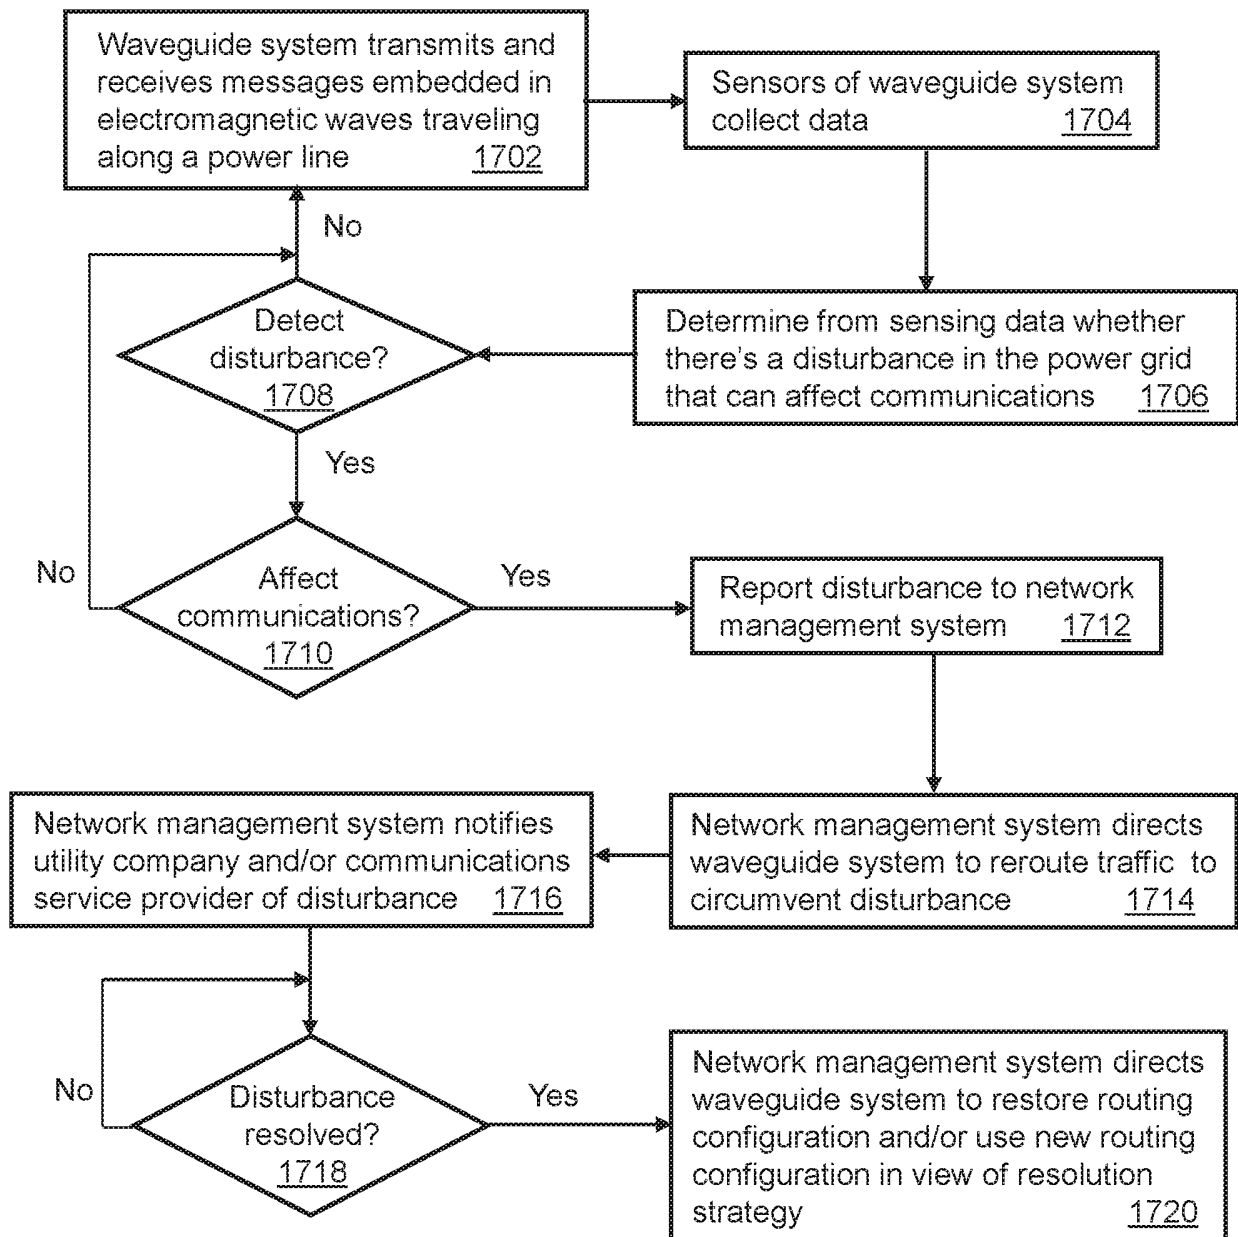 Waveguide system transmits and
receives messages embedded in
electromagnetic waves traveling
along a power line 1702
Sensors of waveguide system
collect data 1704
No
Detect
disturbance?
1708
Determine from sensing data whether
there's a disturbance in the power grid
that can affect communications 1706
Yes
No
Affect
communications?
1710
Yes
Report disturbance to network
management system 1712
Network management system directs
waveguide system to reroute traffic to
circumvent disturbance 1714
Network management system notifies
utility company and/or communications
service provider of disturbance 1716
No
Disturbance
resolved?
1718
Yes
Network management system directs
waveguide system to restore routing
configuration and/or use new routing
configuration in view of resolution
strategy 1720